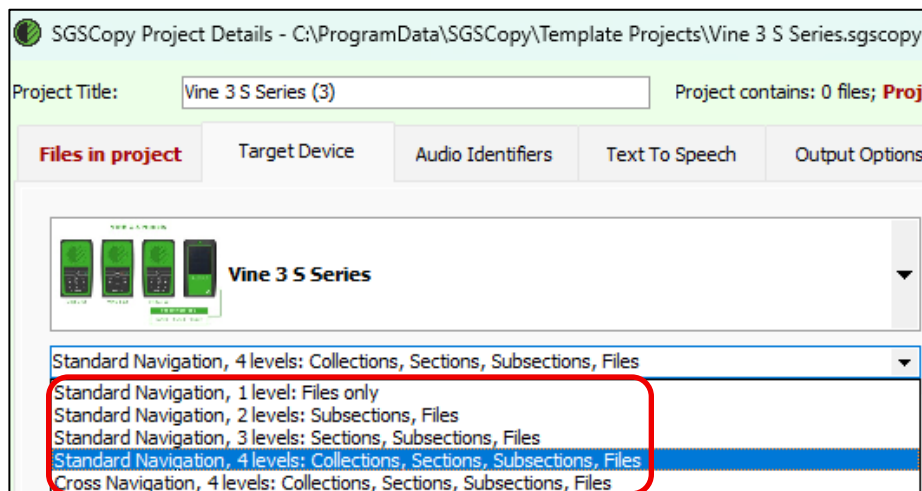 SGSCopy Project Details - C:\ProgramData\SGSCopy\Template Projects\Vine 3 S Series.sgscopy
Project Title: Vine 3 S Series (3) Project contains: 0 files; Proj
Files in project Target Device Audio Identifiers Text To Speech Output Options
Vine 3 S Series
Standard Navigation, 4 levels: Collections, Sections, Subsections, Files
Standard Navigation, 1 level: Files only
Standard Navigation, 2 levels: Subsections, Files
Standard Navigation, 3 levels: Sections, Subsections, Files
Standard Navigation, 4 levels: Collections, Sections, Subsections, Files
Cross Navigation, 4 levels: Collections, Sections, Subsections, Files